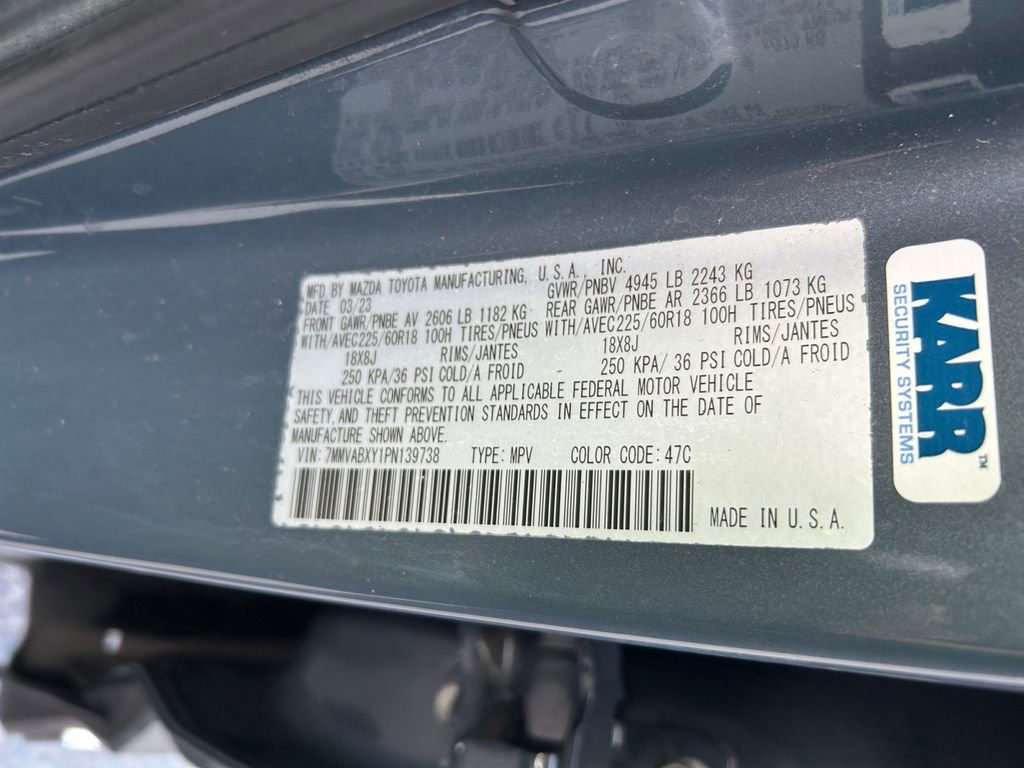 MFD. BY MAZDA TOYOTA MANUFACTURING, U.S.A., INC.
DATE 03/23 GVWR/PNBV 4945 LB 2243 KG
FRONT GAWR/PNBE AV 2606 LB 1182 KG REAR GAWR/PNBE AR 2366 LB 1073 KG
WITH/AVEC225/60R18 100H TIRES/PNEUS WITH/AVEC225/60R18 100H TIRES/PNEUS
18X8J RIMS/JANTES 18X8J RIMS/JANTES
250 KPA/36 PSI COLD/A FROID - 250 KPA/ 36 PSI COLD/A FROID
THIS VEHICLE CONFORMS TO ALL APPLICABLE FEDERAL MOTOR VEHICLE
SAFETY, AND THEFT PREVENTION STANDARDS IN EFFECT ON THE DATE OF
MANUFACTURE SHOWN ABOVE.
VIN: 7MMVABXY1PN139738 TYPE: MPV COLOR CODE: 47C
MADE IN U.S.A.
KARR™
SECURITY SYSTEMS